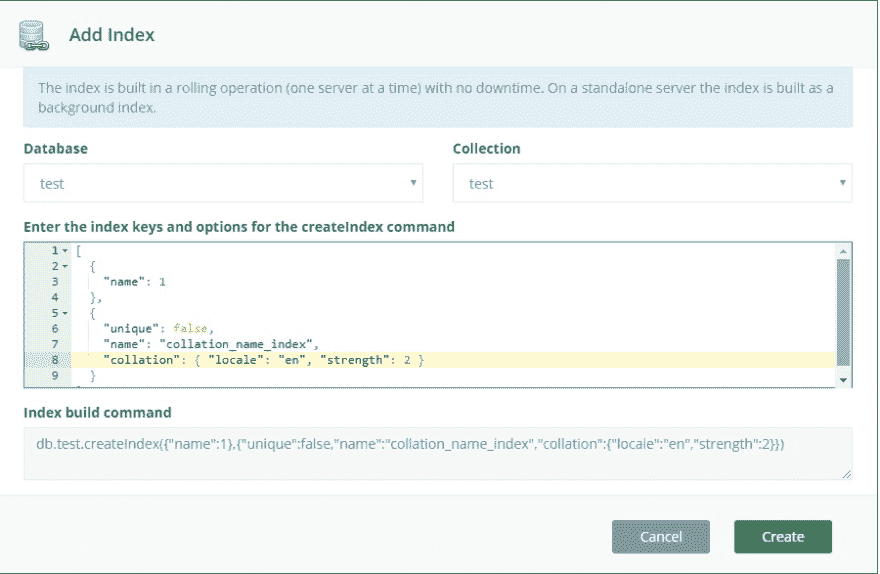 Add Index
The index is built in a rolling operation (one server at a time) with no downtime. On a standalone server the index is built as a
background index.
Database
Collection
test
test
Enter the index keys and options for the createIndex command
1 [
2 {
3 "name": 1
4 },
5 {
6 "unique": false,
7 "name": "collation_name_index",
8 "collation": { "locale": "en", "strength": 2 }
9 }
Index build command
db.test.createIndex({"name":1},{"unique":false,"name":"collation_name_index","collation":{"locale":"en","strength":2}})
Cancel
Create